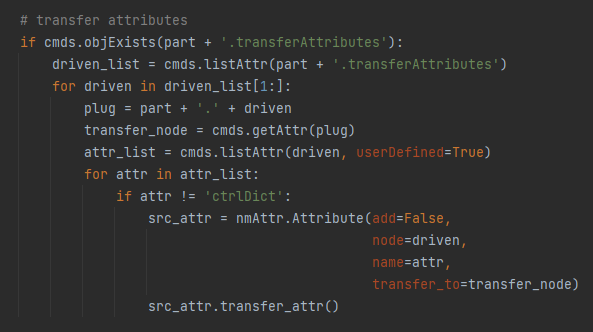 # transfer attributes
if cmds.objExists(part + '.transferAttributes'):
    driven_list = cmds.listAttr(part + '.transferAttributes')
    for driven in driven_list[1:]:
        plug = part + '.' + driven
        transfer_node = cmds.getAttr(plug)
        attr_list = cmds.listAttr(driven, userDefined=True)
        for attr in attr_list:
            if attr != 'ctrlDict':
                src_attr = nmAttr.Attribute(add=False,
                                            node=driven,
                                            name=attr,
                                            transfer_to=transfer_node)
                src_attr.transfer_attr()